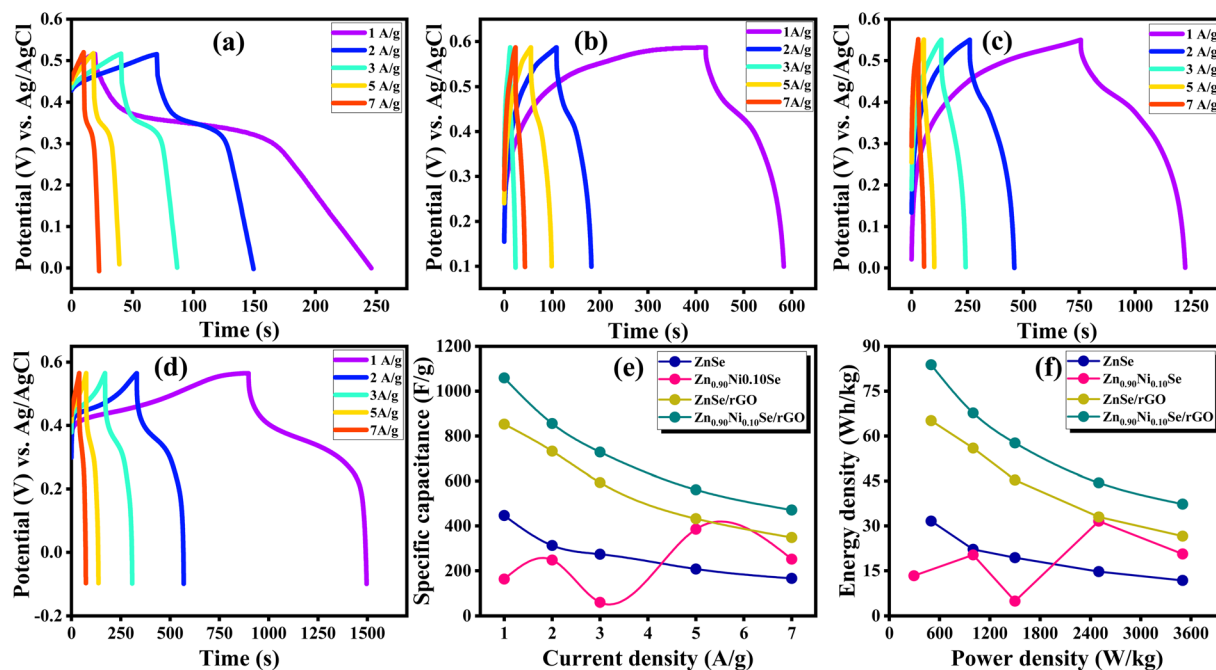 (a)
0.6
0.5
0.4
0.3
0.2
0.1
0.0
0 50 100 150 200 250
Potential (V) vs. Ag/AgCl
Time (s)
1 A/g
2 A/g
3 A/g
5 A/g
7 A/g
(b)
0.6
0.5
0.4
0.3
0.2
0.1
0 100 200 300 400 500 600
Potential (V) vs. Ag/AgCl
Time (s)
1A/g
2A/g
3A/g
5A/g
7A/g
(c)
0.6
0.5
0.4
0.3
0.2
0.1
0.0
0 250 500 750 1000 1250
Potential (V) vs. Ag/AgCl
Time (s)
1 A/g
2 A/g
3 A/g
5 A/g
7 A/g
(d)
0.6
0.4
0.2
0.0
-0.2
0 250 500 750 1000 1250 1500
Potential (V) vs. Ag/AgCl
Time (s)
1 A/g
2 A/g
3A/g
5A/g
7A/g
(e)
1200
1000
800
600
400
200
0
1 2 3 4 5 6 7
Specific capacitance (F/g)
Current density (A/g)
ZnSe
Zn0.90Ni0.10Se
ZnSe/rGO
Zn0.90Ni0.10Se/rGO
(f)
90
75
60
45
30
15
0
600 1200 1800 2400 3000 3600
Energy density (Wh/kg)
Power density (W/kg)
ZnSe
Zn0.90Ni0.10Se
ZnSe/rGO
Zn0.90Ni0.10Se/rGO